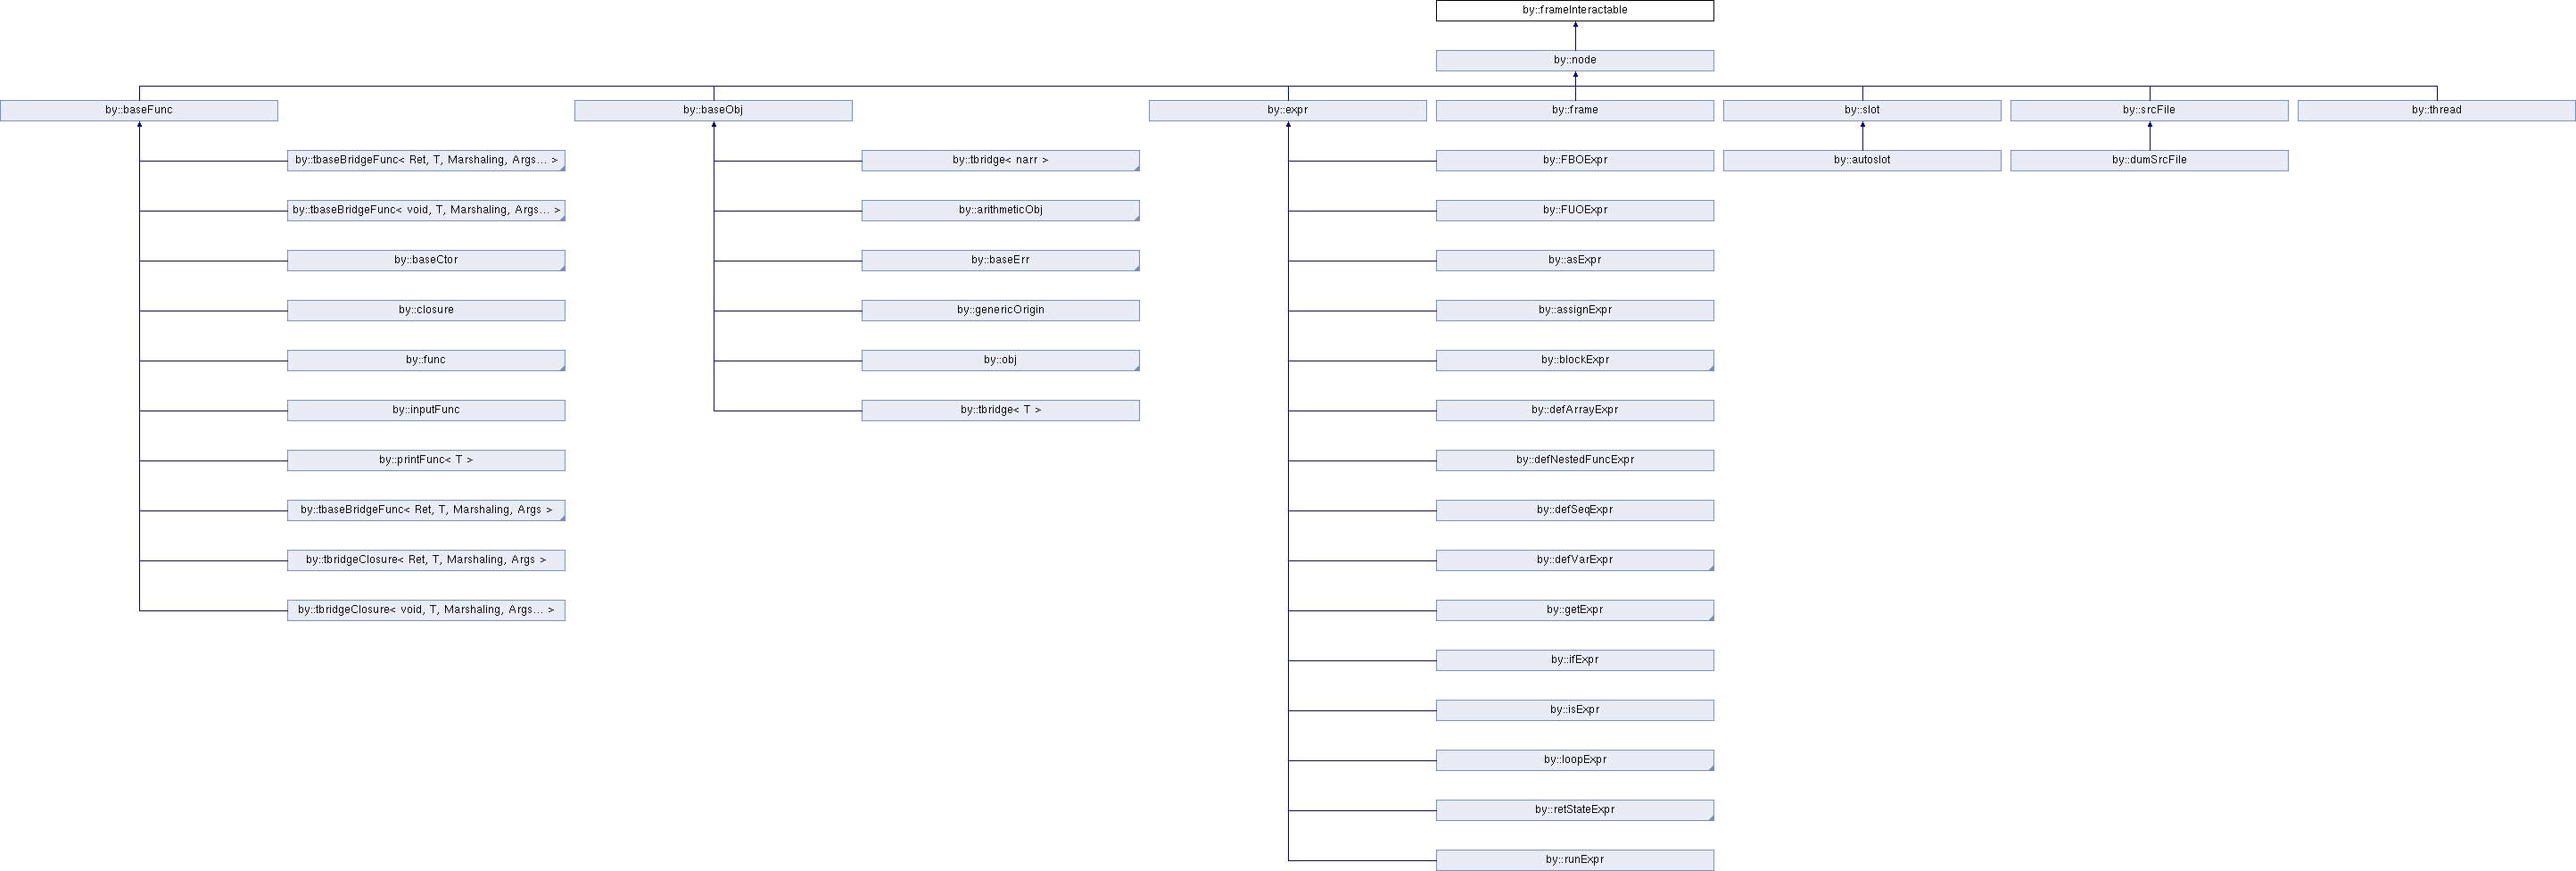 by::frameInteractable
by::node
by::baseFunc
by::baseObj
by::expr
by::frame
by::slot
by::srcFile
by::thread
by::tbaseBridgeFunc< Ret, T, Marshaling, Args... >
by::tbridge< narr >
by::FBOExpr
by::autoslot
by::dumSrcFile
by::tbaseBridgeFunc< void, T, Marshaling, Args... >
by::arithmeticObj
by::FUOExpr
by::baseCtor
by::baseErr
by::asExpr
by::closure
by::genericOrigin
by::assignExpr
by::func
by::obj
by::blockExpr
by::inputFunc
by::tbridge< T >
by::defArrayExpr
by::printFunc< T >
by::defNestedFuncExpr
by::tbaseBridgeFunc< Ret, T, Marshaling, Args >
by::defSeqExpr
by::tbridgeClosure< Ret, T, Marshaling, Args >
by::defVarExpr
by::tbridgeClosure< void, T, Marshaling, Args... >
by::getExpr
by::ifExpr
by::isExpr
by::loopExpr
by::retStateExpr
by::runExpr